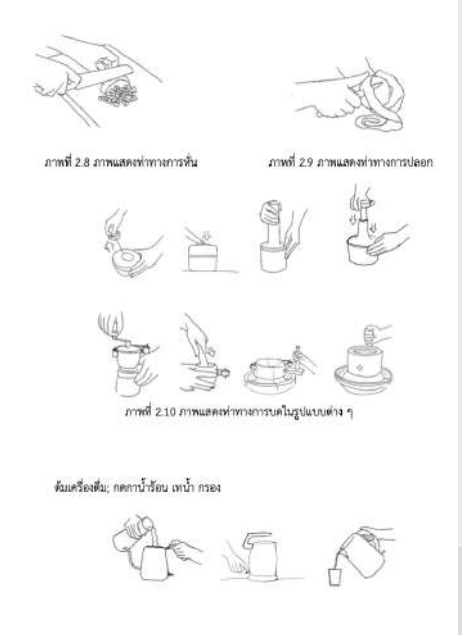 ภาพที่ 2.8 ภาพแสดงท่าทางการหั่น
ภาพที่ 2.9 ภาพแสดงท่าทางการปลอก
ภาพที่ 2.10 ภาพแสดงท่าทางการบดในรูปแบบต่าง ๆ
ต้มเครื่องดื่ม; กดกาน้ำร้อน เทน้ำ กรอง